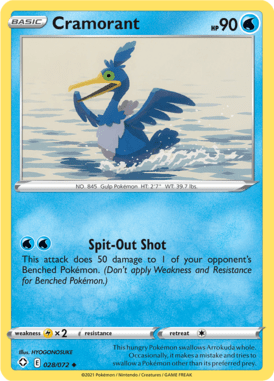 BASIC Cramorant HP 90
NO. 845 Gulp Pokémon HT: 2'7" WT: 39.7 lbs.
Spit-Out Shot
This attack does 50 damage to 1 of your opponent's
Benched Pokémon. (Don't apply Weakness and Resistance
for Benched Pokémon.)
weakness ×2 resistance retreat
Illus. HYOGONOSUKE
E 028/072
This hungry Pokémon swallows Arrokuda whole.
Occasionally, it makes a mistake and tries to
swallow a Pokémon other than its preferred prey.
©2021 Pokémon / Nintendo / Creatures / GAME FREAK